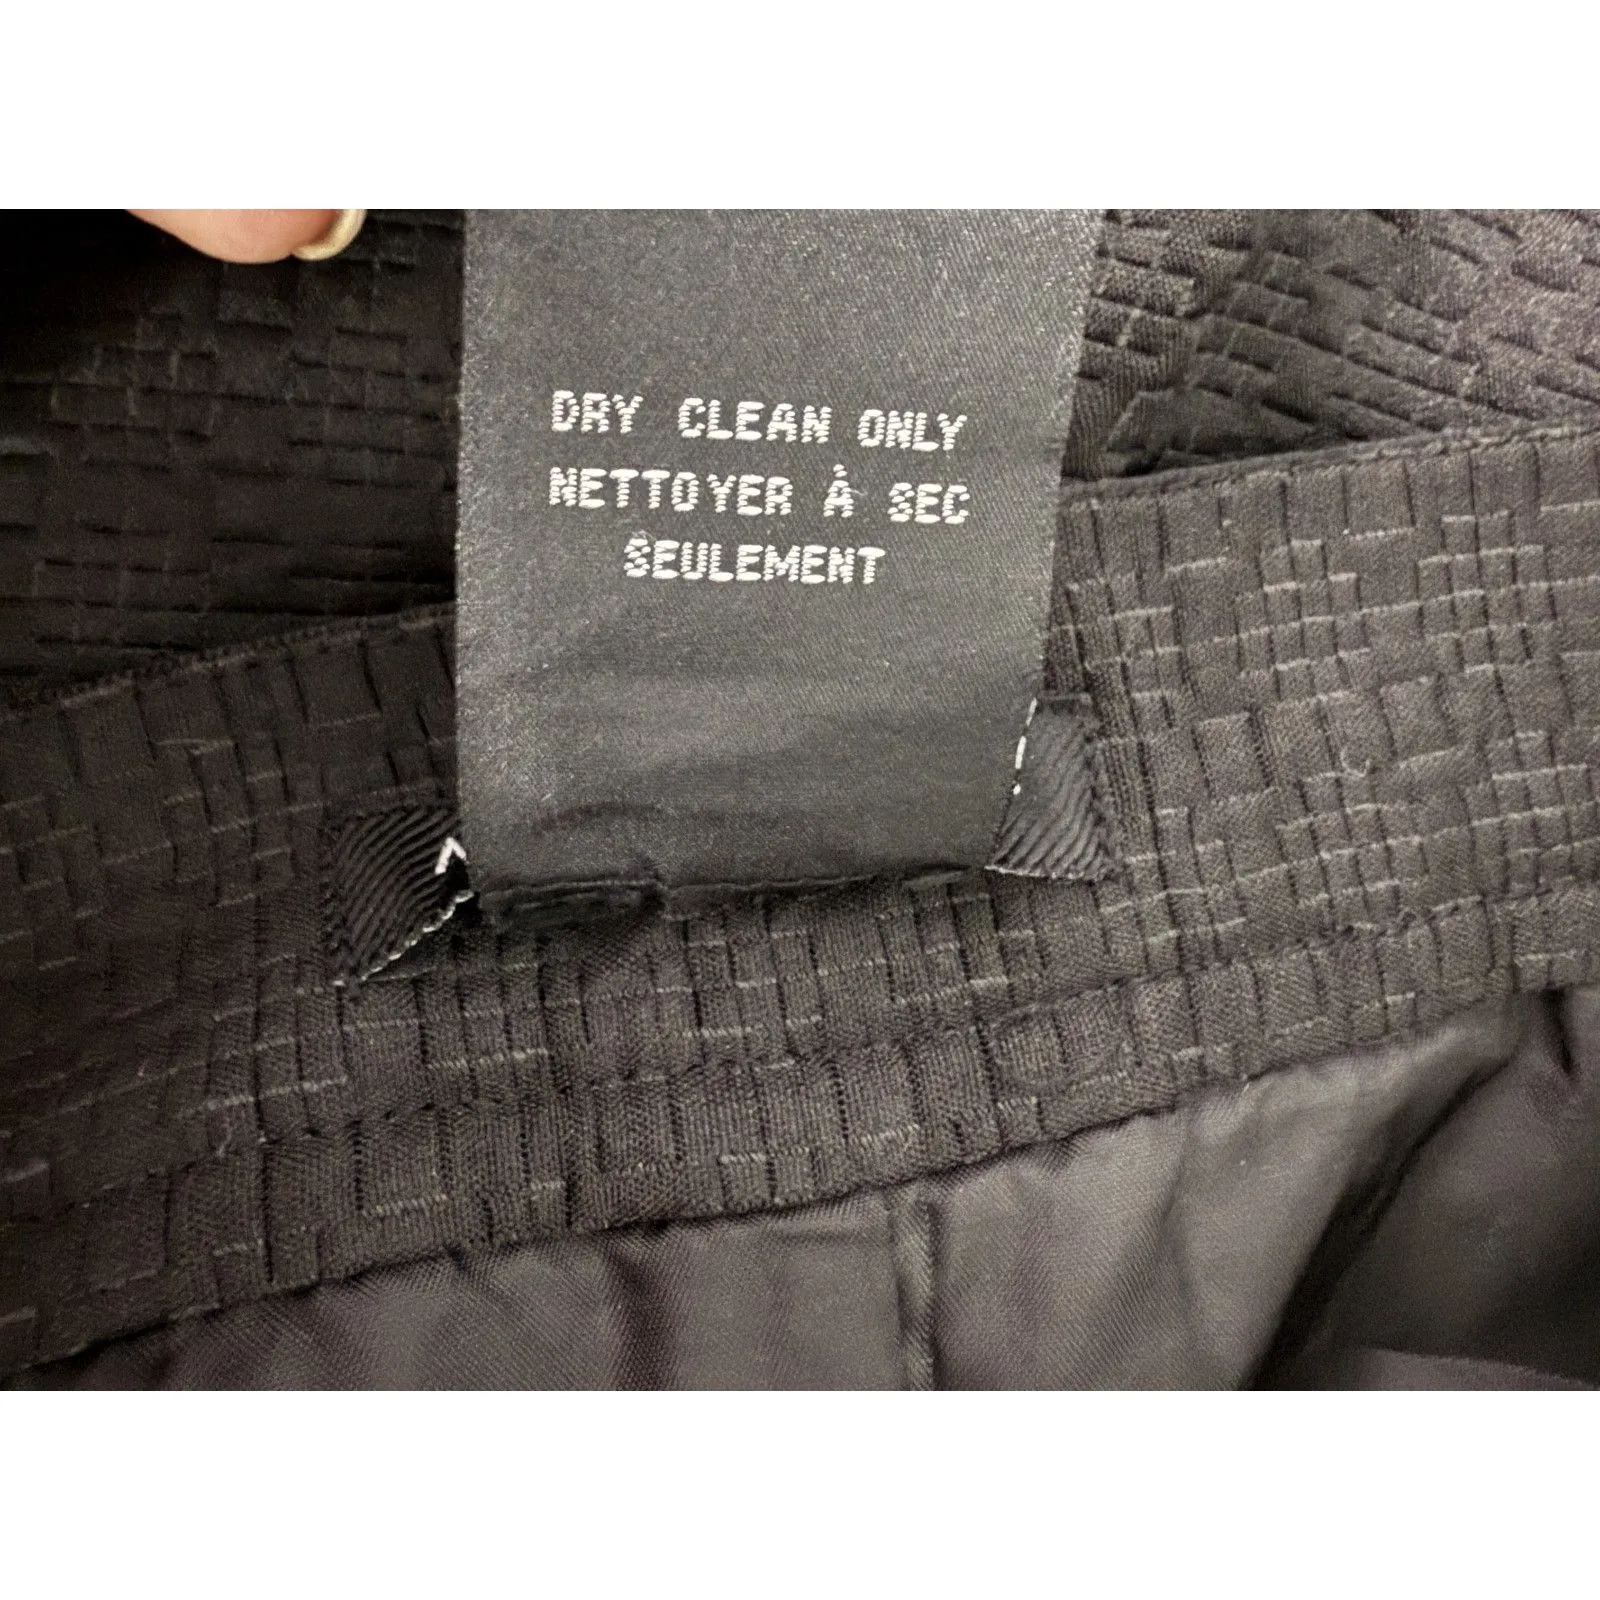 DRY CLEAN ONLY
NETTOYER À SEC
SEULEMENT